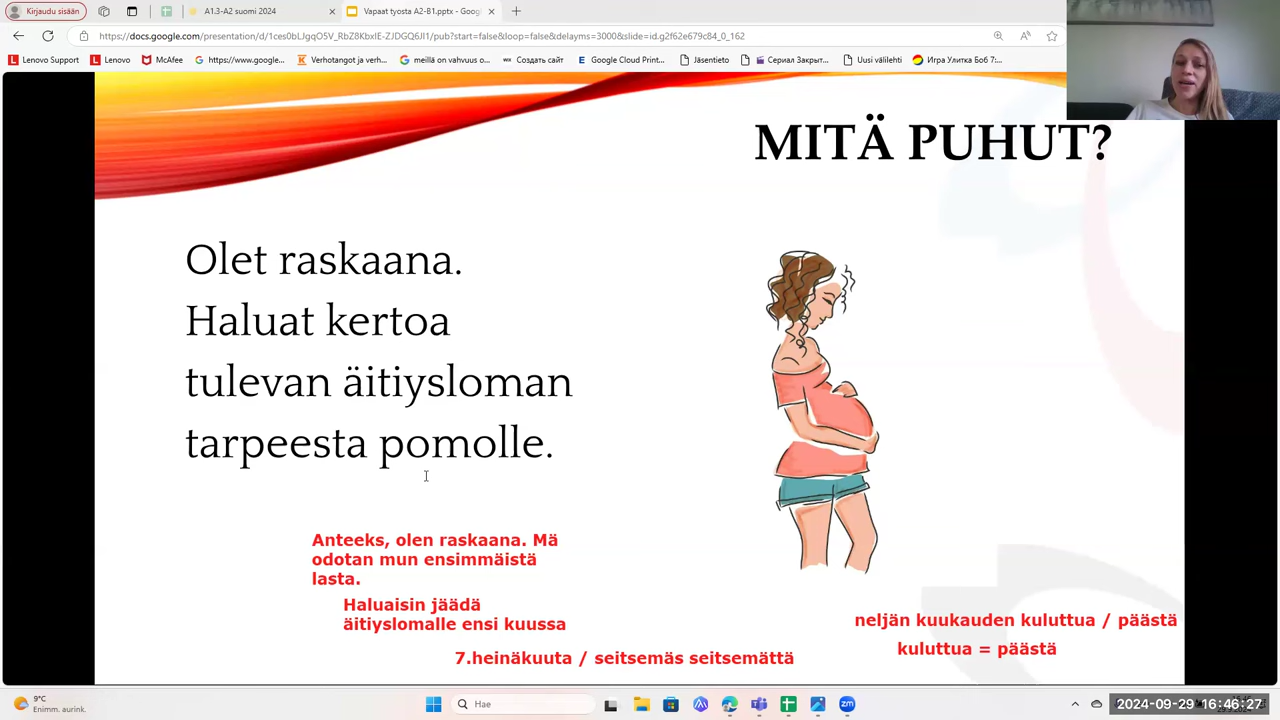 Kirjaudu sisään
A1.3-A2 suomi 2024
Vapaat tyosta A2-B1.pptx - Goog
https://docs.google.com/presentation/d/1ces0bLJgqO5V_RbZ8KbxIE-ZJDGQ6JI1/pub?start=false&loop=false&delayms=3000&slide=id.g2f62e679c84_0_162
Lenovo Support
Lenovo
McAfee
https://www.google...
Verhotangot ja verh...
meillä on vahvuus o...
Создать сайт
Google Cloud Print...
Jäsentieto
Сериал Закрыт...
Uusi välilehti
Игра Улитка Боб 7:...
MITÄ PUHUT?
Olet raskaana.
Haluat kertoa
tulevan äitiysloman
tarpeesta pomolle.
Anteeks, olen raskaana. Mä
odotan mun ensimmäistä
lasta.
Haluaisin jäädä
äitiyslomalle ensi kuussa
7.heinäkuuta / seitsemäs seitsemättä
neljän kuukauden kuluttua / päästä
kuluttua = päästä
9°C
Enimm. aurink.
Hae
2024-09-29 16:46:27